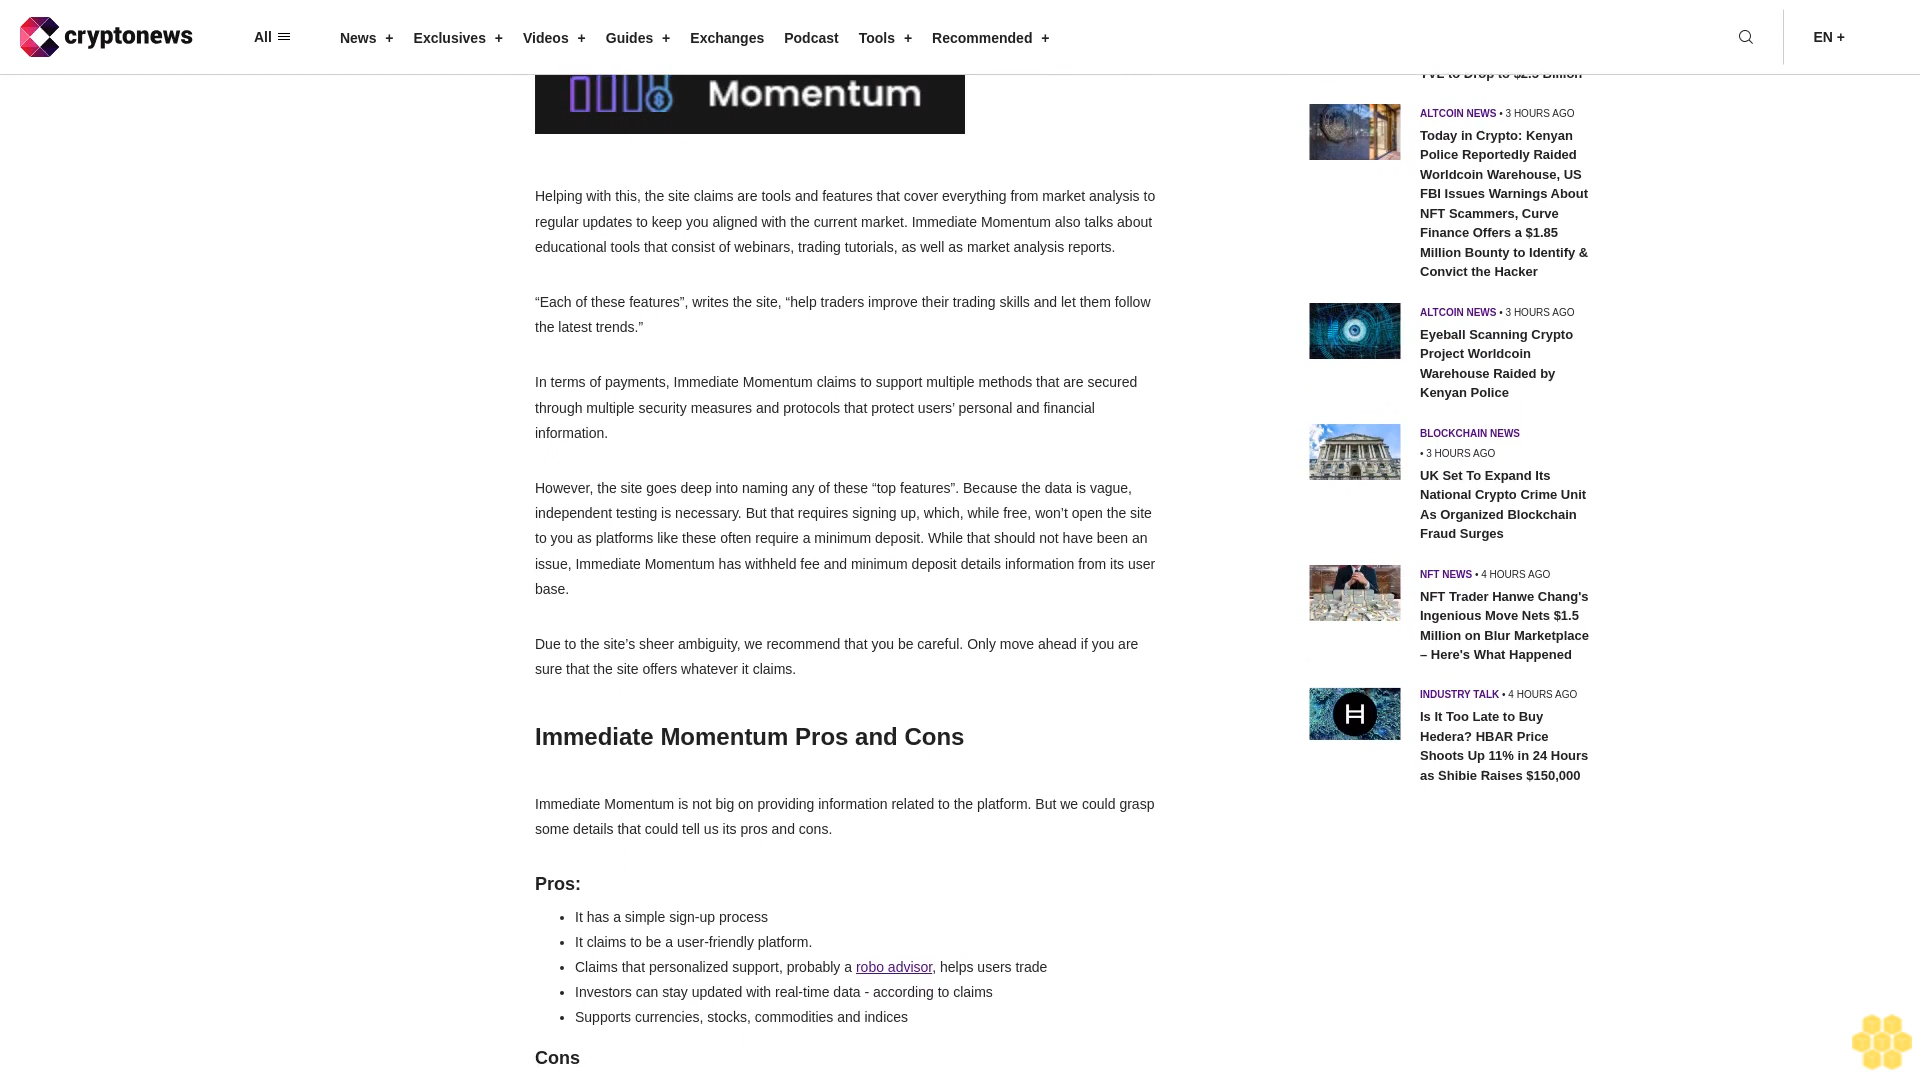 cryptonews
All
News +
Exclusives +
Videos +
Guides +
Exchanges
Podcast
Tools +
Recommended +
EN +
Momentum
Helping with this, the site claims are tools and features that cover everything from market analysis to
regular updates to keep you aligned with the current market. Immediate Momentum also talks about
educational tools that consist of webinars, trading tutorials, as well as market analysis reports.
“Each of these features”, writes the site, “help traders improve their trading skills and let them follow
the latest trends.”
In terms of payments, Immediate Momentum claims to support multiple methods that are secured
through multiple security measures and protocols that protect users’ personal and financial
information.
However, the site goes deep into naming any of these “top features”. Because the data is vague,
independent testing is necessary. But that requires signing up, which, while free, won’t open the site
to you as platforms like these often require a minimum deposit. While that should not have been an
issue, Immediate Momentum has withheld fee and minimum deposit details information from its user
base.
Due to the site’s sheer ambiguity, we recommend that you be careful. Only move ahead if you are
sure that the site offers whatever it claims.
Immediate Momentum Pros and Cons
Immediate Momentum is not big on providing information related to the platform. But we could grasp
some details that could tell us its pros and cons.
Pros:
• It has a simple sign-up process
• It claims to be a user-friendly platform.
• Claims that personalized support, probably a robo advisor, helps users trade
• Investors can stay updated with real-time data - according to claims
• Supports currencies, stocks, commodities and indices
Cons
TVL to Drop to $2.5 Billion
ALTCOIN NEWS • 3 HOURS AGO
Today in Crypto: Kenyan
Police Reportedly Raided
Worldcoin Warehouse, US
FBI Issues Warnings About
NFT Scammers, Curve
Finance Offers a $1.85
Million Bounty to Identify &
Convict the Hacker
ALTCOIN NEWS • 3 HOURS AGO
Eyeball Scanning Crypto
Project Worldcoin
Warehouse Raided by
Kenyan Police
BLOCKCHAIN NEWS
• 3 HOURS AGO
UK Set To Expand Its
National Crypto Crime Unit
As Organized Blockchain
Fraud Surges
NFT NEWS • 4 HOURS AGO
NFT Trader Hanwe Chang's
Ingenious Move Nets $1.5
Million on Blur Marketplace
– Here's What Happened
INDUSTRY TALK • 4 HOURS AGO
Is It Too Late to Buy
Hedera? HBAR Price
Shoots Up 11% in 24 Hours
as Shibie Raises $150,000